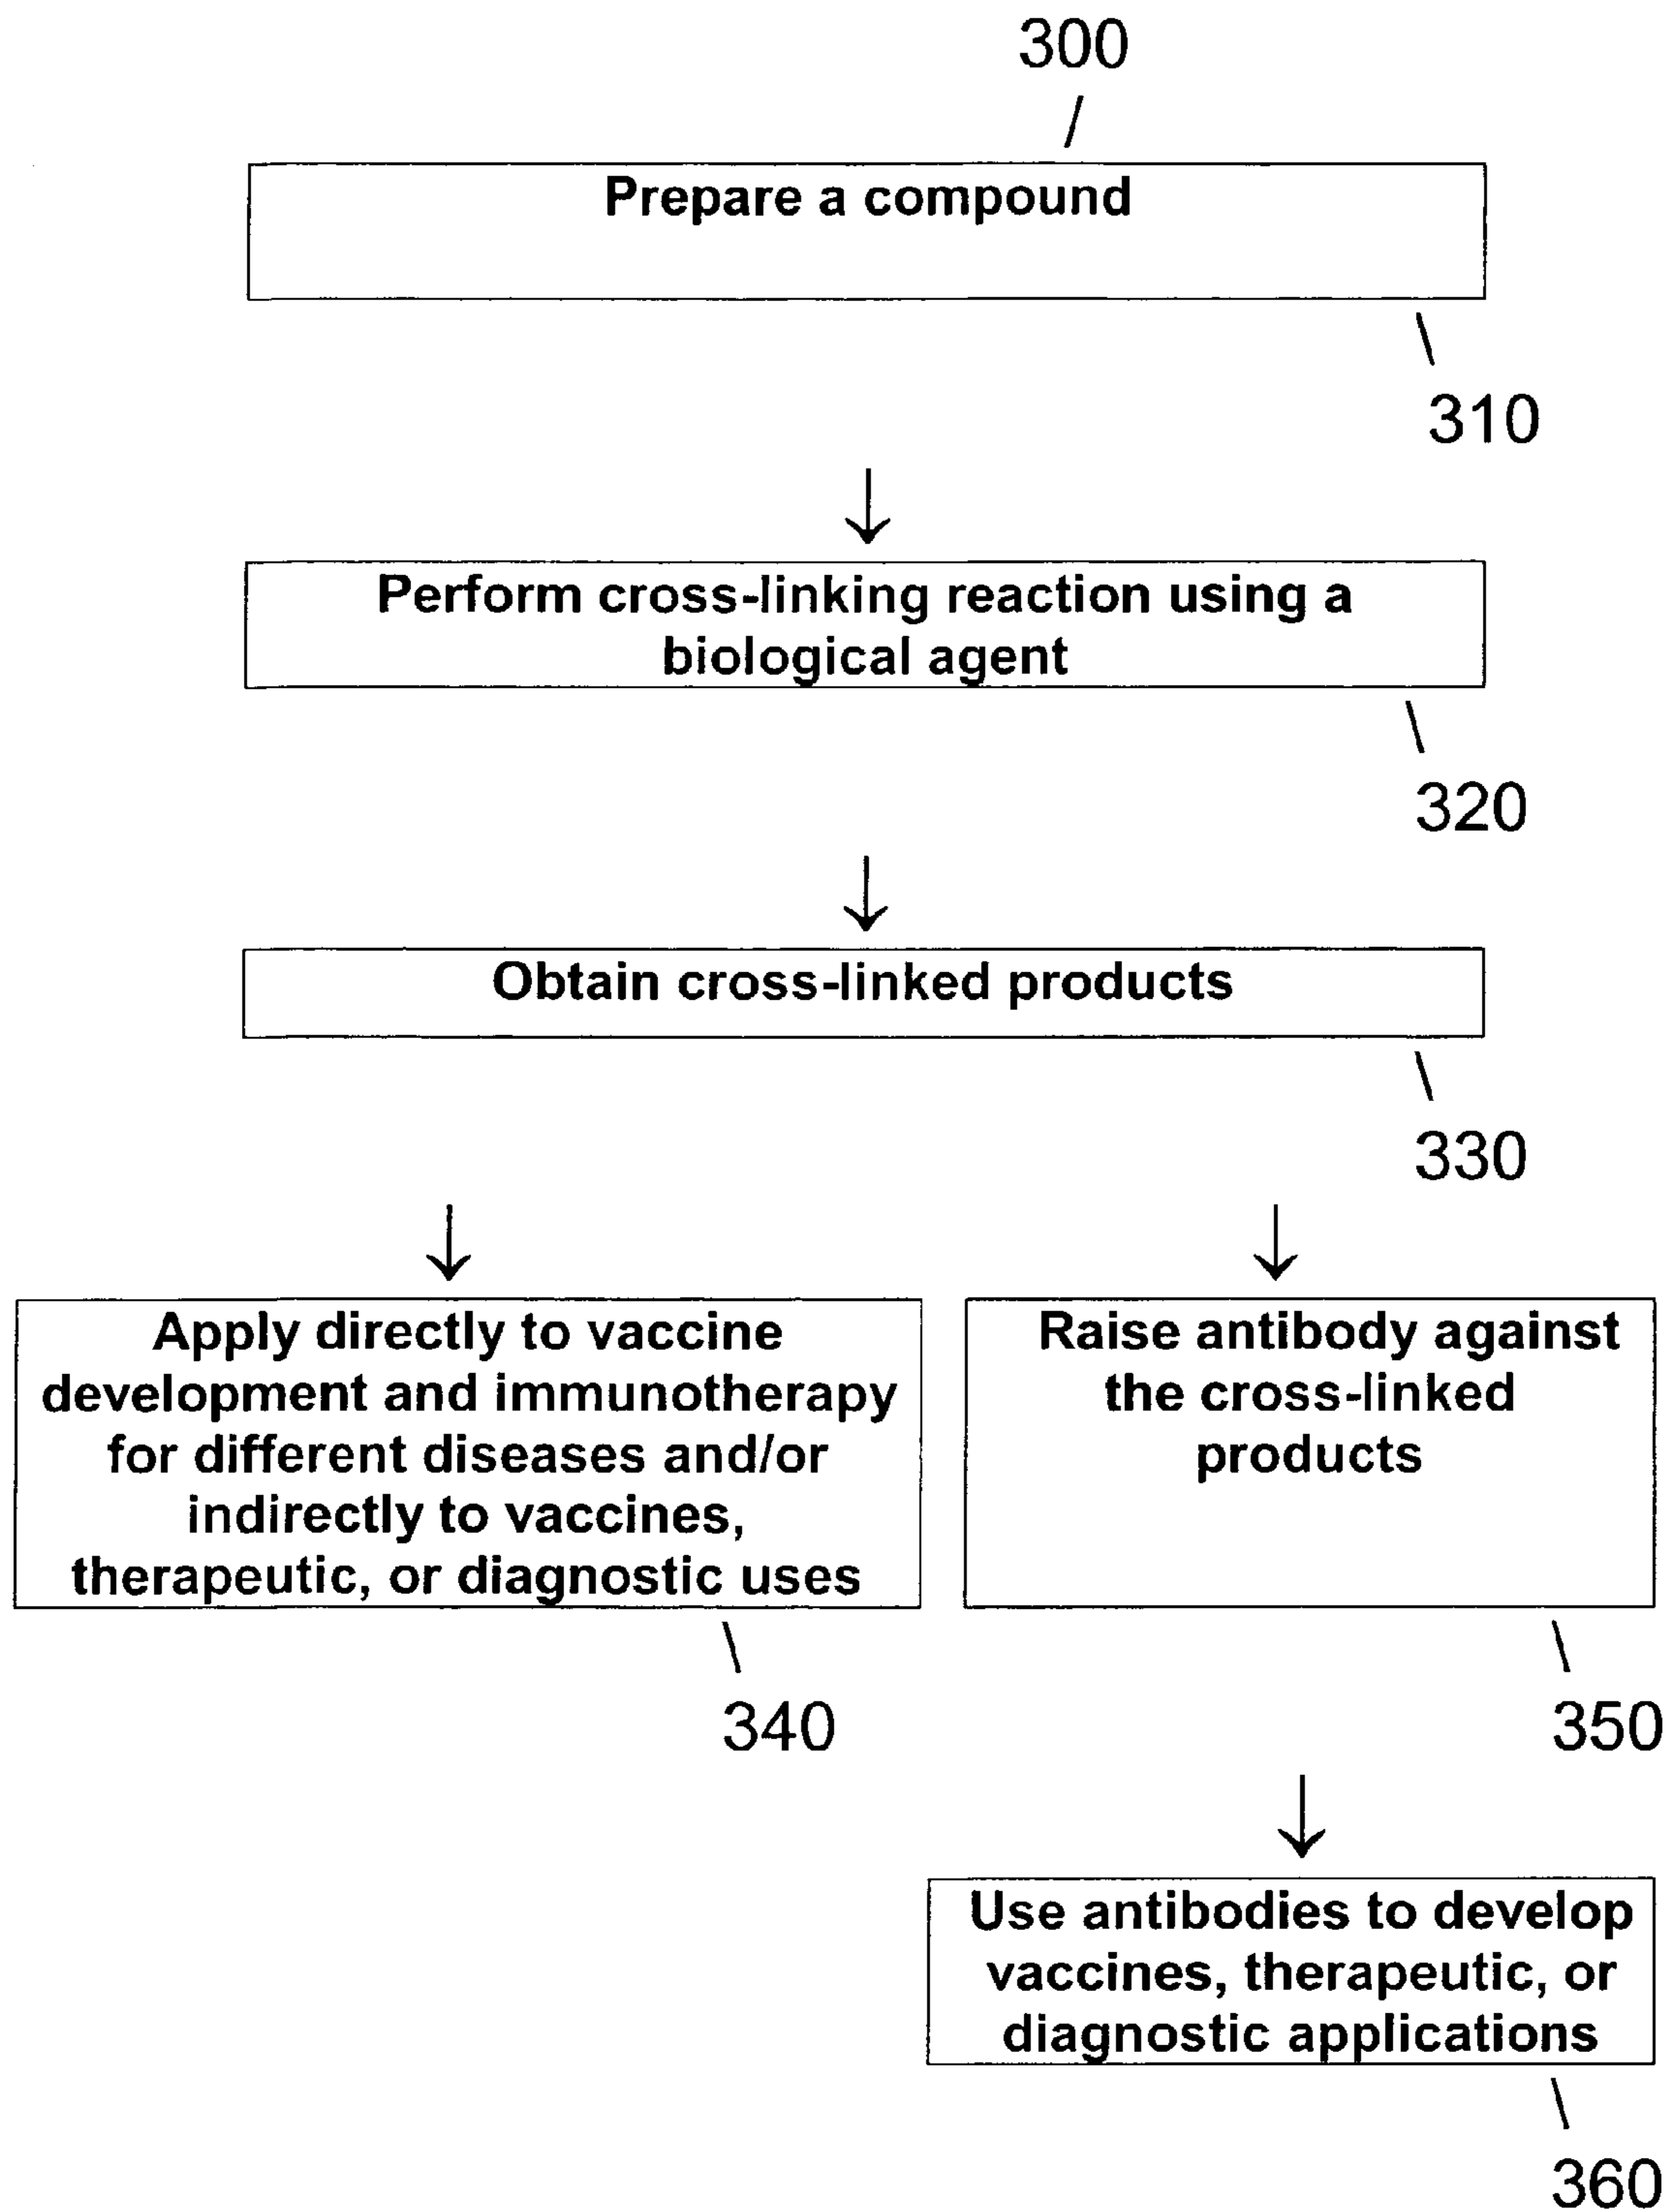 300
Prepare a compound
310
Perform cross-linking reaction using a
biological agent
320
Obtain cross-linked products
330
Apply directly to vaccine
development and immunotherapy
for different diseases and/or
indirectly to vaccines,
therapeutic, or diagnostic uses
340
Raise antibody against
the cross-linked
products
350
Use antibodies to develop
vaccines, therapeutic, or
diagnostic applications
360